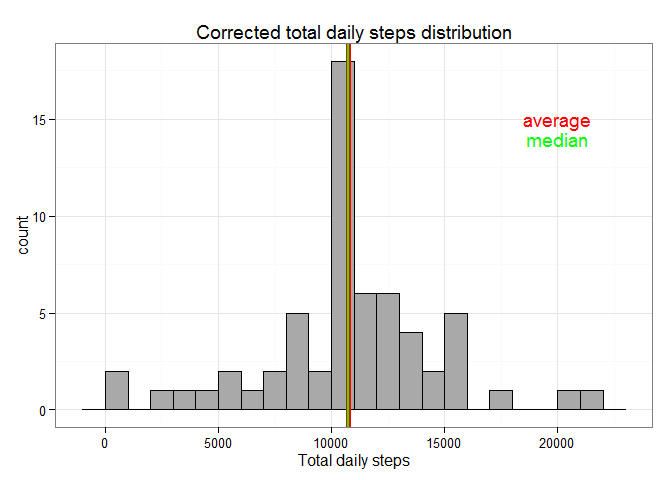 Corrected total daily steps distribution
average
median
15
10
5
0
count
0 5000 10000 15000 20000
Total daily steps